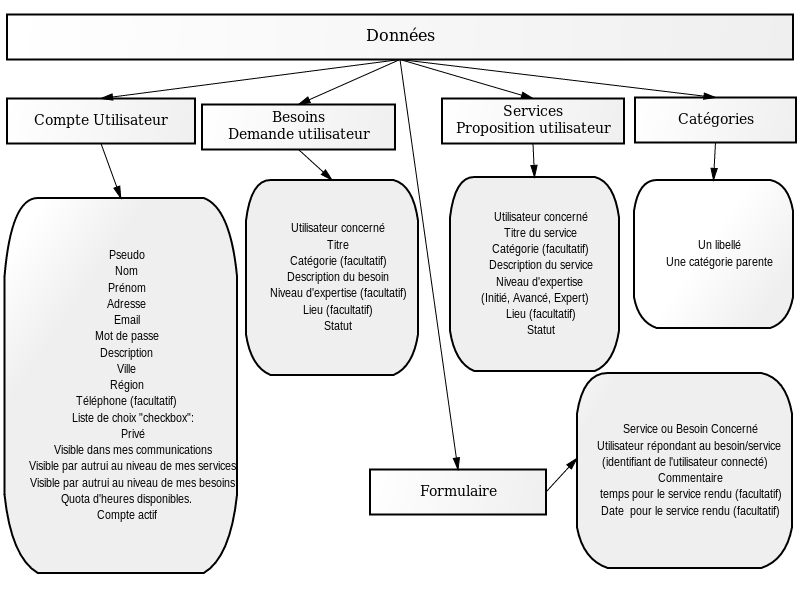 Données
Compte Utilisateur
Besoins
Demande utilisateur
Services
Proposition utilisateur
Catégories
Pseudo
Nom
Prénom
Adresse
Email
Mot de passe
Description
Ville
Région
Téléphone (facultatif)
Liste de choix "checkbox":
Privé
Visible dans mes communications
Visible par autrui au niveau de mes services
Visible par autrui au niveau de mes besoins
Quota d'heures disponibles.
Compte actif
Utilisateur concerné
Titre
Catégorie (facultatif)
Description du besoin
Niveau d'expertise (facultatif)
Lieu (facultatif)
Statut
Utilisateur concerné
Titre du service
Catégorie (facultatif)
Description du service
Niveau d'expertise
(Initié, Avancé, Expert)
Lieu (facultatif)
Statut
Un libellé
Une catégorie parente
Formulaire
Service ou Besoin Concerné
Utilisateur répondant au besoin/service
(identifiant de l'utilisateur connecté)
Commentaire
temps pour le service rendu (facultatif)
Date  pour le service rendu (facultatif)